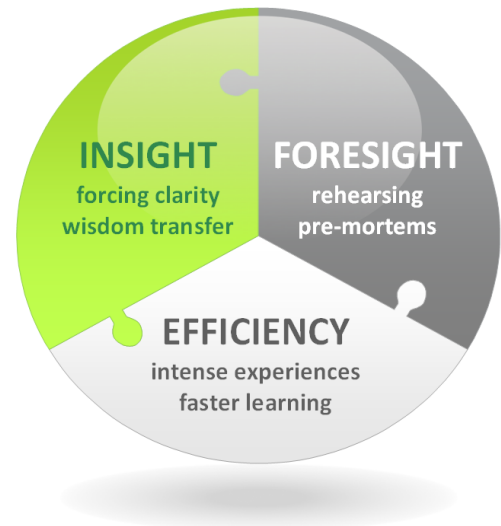 INSIGHT
forcing clarity
wisdom transfer
FORESIGHT
rehearsing
pre-mortems
EFFICIENCY
intense experiences
faster learning